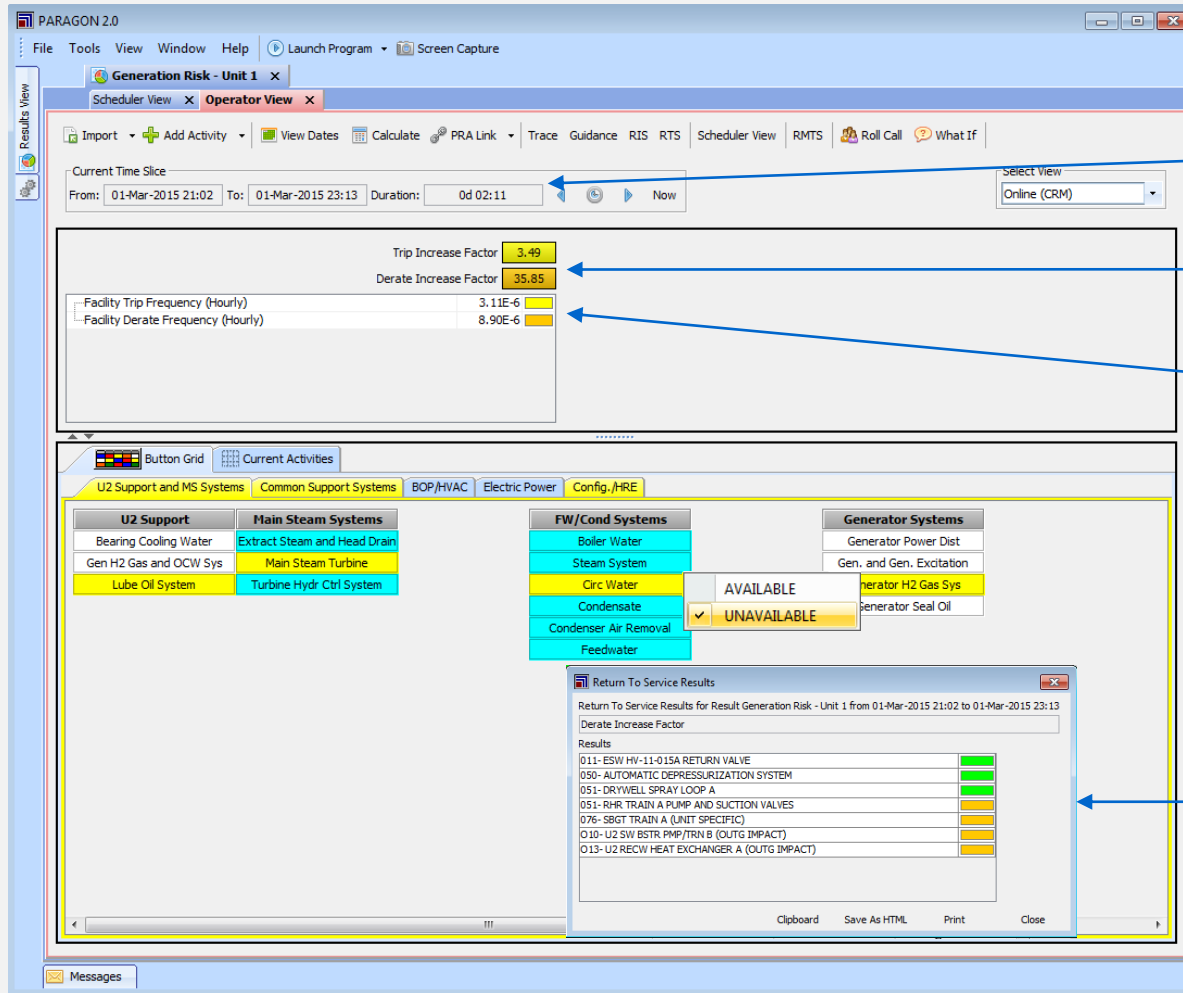 PARAGON 2.0
File Tools View Window Help Launch Program Screen Capture
Results View
Generation Risk - Unit 1 X
Scheduler View X Operator View X
Import Add Activity View Dates Calculate PRA Link Trace Guidance RIS RTS Scheduler View RMTS Roll Call What If
Current Time Slice
From: 01-Mar-2015 21:02 To: 01-Mar-2015 23:13 Duration: 0d 02:11 Now
Select View
Online (CRM)
Trip Increase Factor 3.49
Derate Increase Factor 35.85
Facility Trip Frequency (Hourly) 3.11E-6
Facility Derate Frequency (Hourly) 8.90E-6
Button Grid Current Activities
U2 Support and MS Systems Common Support Systems BOP/HVAC Electric Power Config./HRE
U2 Support Main Steam Systems FW/Cond Systems Generator Systems
Bearing Cooling Water Extract Steam and Head Drain Boiler Water Generator Power Dist
Gen H2 Gas and OCW Sys Main Steam Turbine Steam System Gen. and Gen. Excitation
Lube Oil System Turbine Hydr Ctrl System Circ Water nerator H2 Gas Sys
Condensate Generator Seal Oil
Condenser Air Removal
Feedwater
AVAILABLE
UNAVAILABLE
Return To Service Results
Return To Service Results for Result Generation Risk - Unit 1 from 01-Mar-2015 21:02 to 01-Mar-2015 23:13
Derate Increase Factor
Results
011- ESW HV-11-015A RETURN VALVE
050- AUTOMATIC DEPRESSURIZATION SYSTEM
051- DRYWELL SPRAY LOOP A
051- RHR TRAIN A PUMP AND SUCTION VALVES
076- SBGT TRAIN A (UNIT SPECIFIC)
O10- U2 SW BSTR PMP/TRN B (OUTG IMPACT)
O13- U2 RECW HEAT EXCHANGER A (OUTG IMPACT)
Clipboard Save As HTML Print Close
Messages